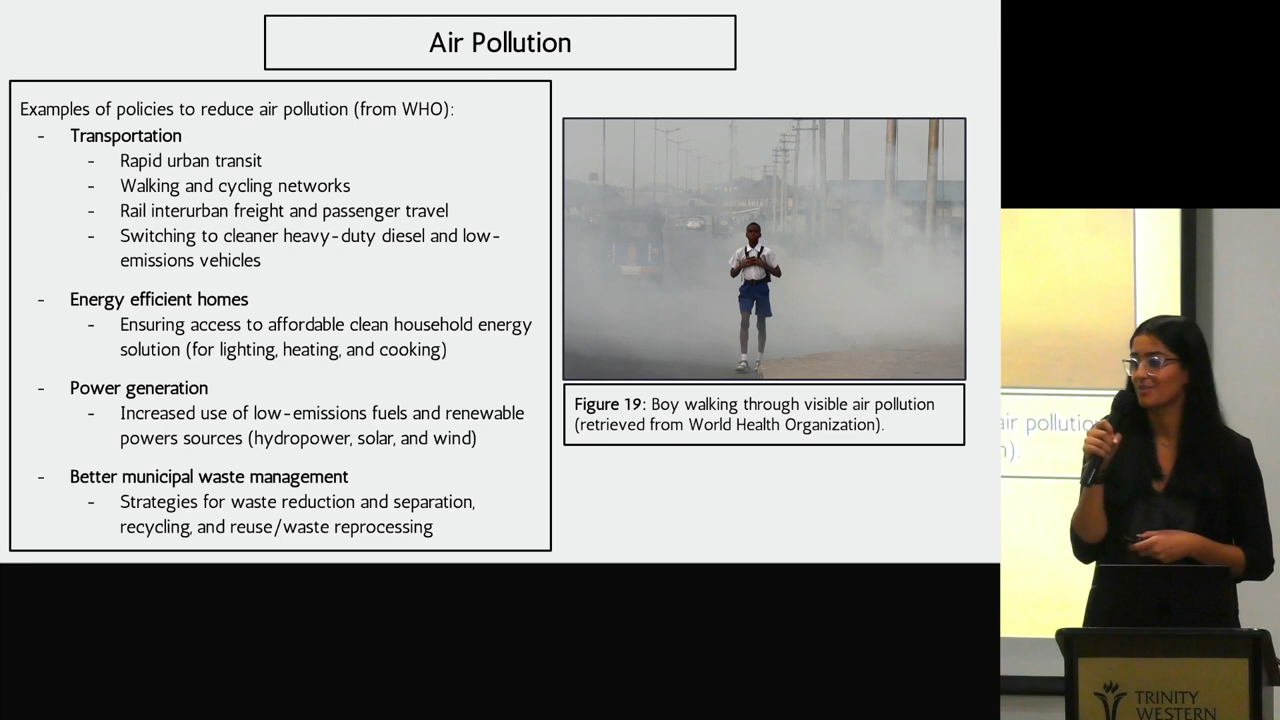 Air Pollution
Examples of policies to reduce air pollution (from WHO):
- Transportation
- Rapid urban transit
- Walking and cycling networks
- Rail interurban freight and passenger travel
- Switching to cleaner heavy-duty diesel and low-
emissions vehicles
- Energy efficient homes
- Ensuring access to affordable clean household energy
solution (for lighting, heating, and cooking)
- Power generation
- Increased use of low-emissions fuels and renewable
powers sources (hydropower, solar, and wind)
- Better municipal waste management
- Strategies for waste reduction and separation,
recycling, and reuse/waste reprocessing
Figure 19: Boy walking through visible air pollution
(retrieved from World Health Organization).
air pollution
n).
TRINITY
WESTERN